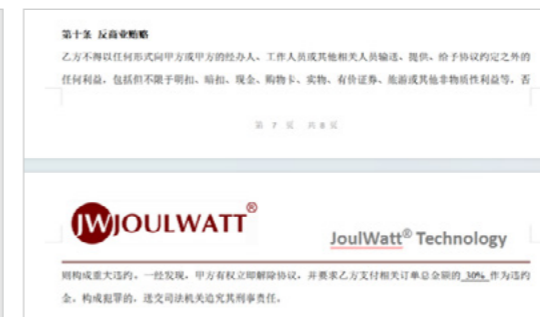 第十条 反商业贿赂
乙方不得以任何形式向甲方或甲方的经办人、工作人员或其他相关人员输送、提供、给予协议约定之外的
任何利益，包括但不限于明扣、暗扣、现金、购物卡、实物、有价证券、旅游或其他非物质性利益等，否
第 7 页 共 8 页
JWJOULWATT®
JoulWatt® Technology
则构成重大违约，一经发现，甲方有权立即解除协议，并要求乙方支付相关订单总金额的 30% 作为违约
金，构成犯罪的，送交司法机关追究其刑事责任。